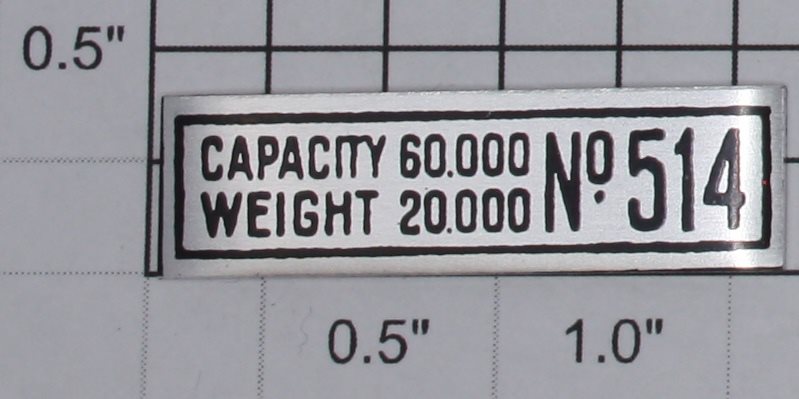 0.5"
CAPACITY 60.000
WEIGHT 20.000
Nº. 514
0.5" 1.0"